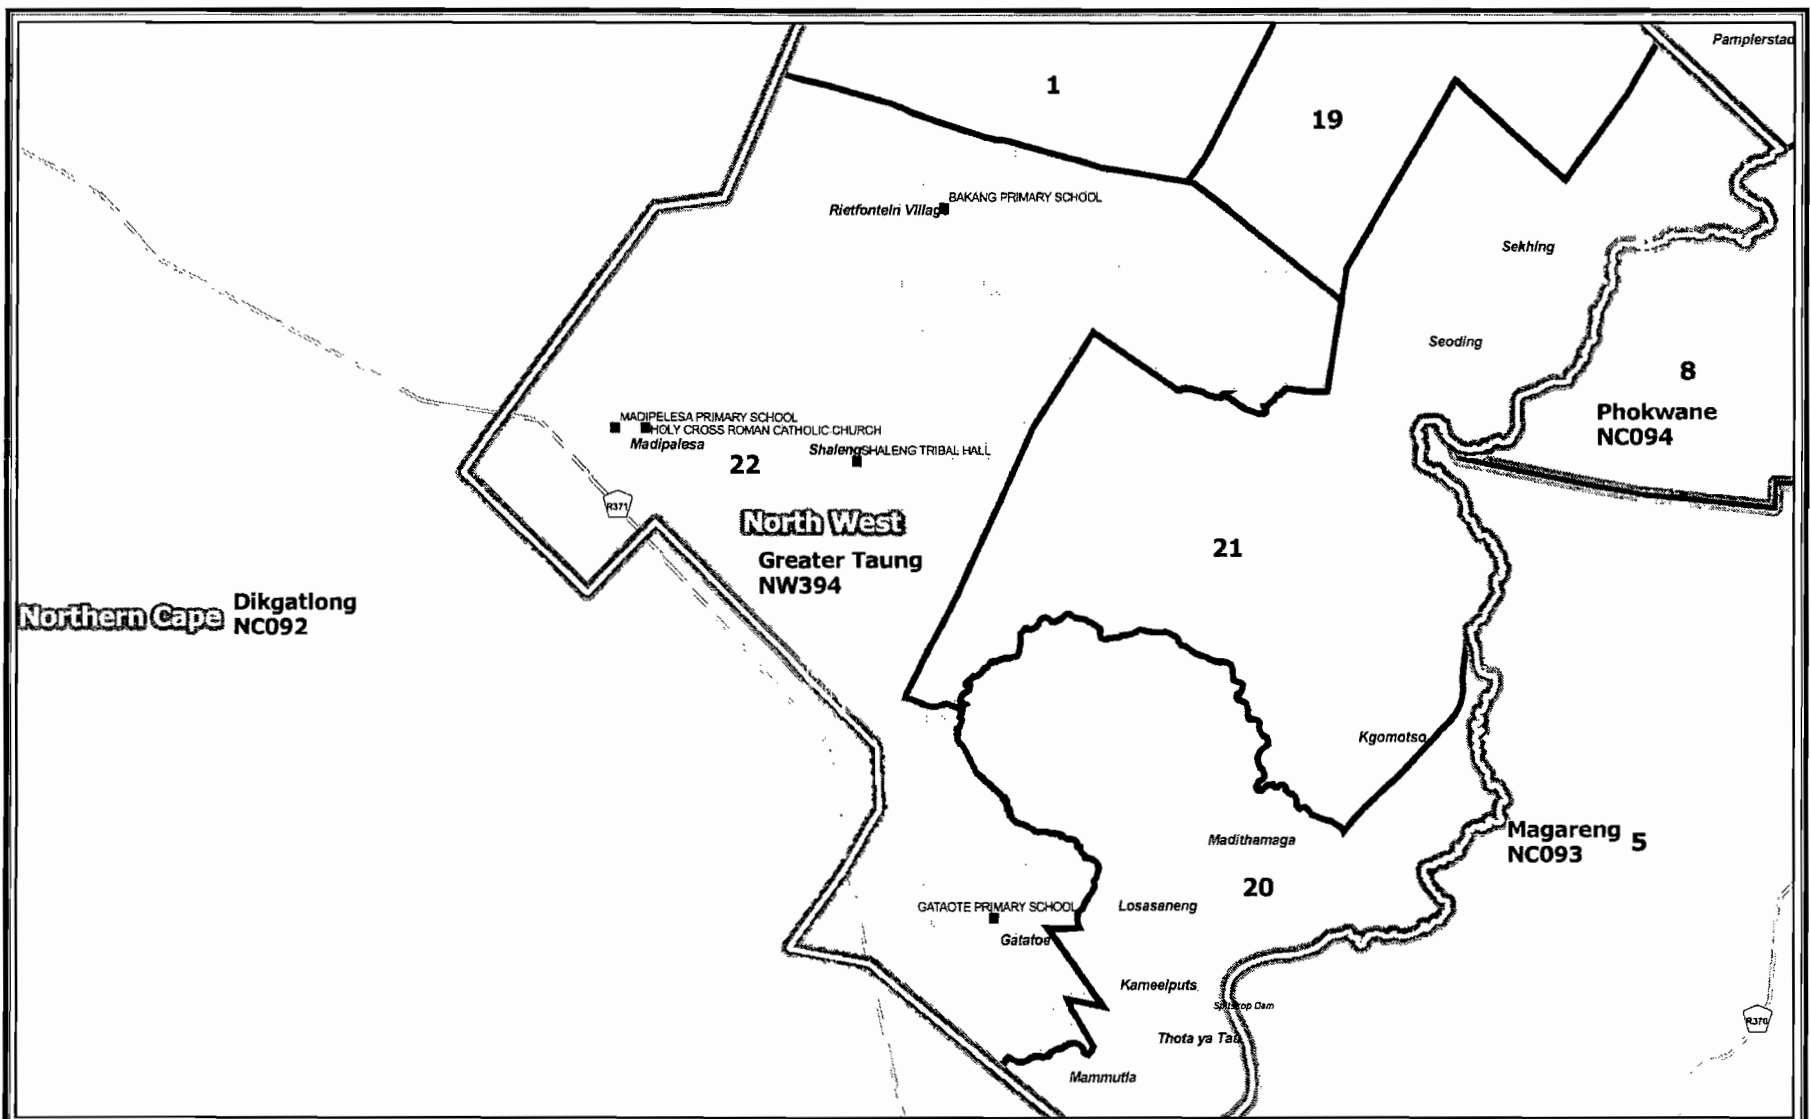 Pamplerstad
1
19
BAKANG PRIMARY SCHOOL
Rietfontein Villag
Sekhing
Seoding
8
Phokwane
NC094
MADIPELESA PRIMARY SCHOOL
HOLY CROSS ROMAN CATHOLIC CHURCH
Madipalesa
Shaleng SHALENG TRIBAL HALL
22
R371
North West
21
Greater Taung
NW394
Northern Cape
Dikgatlong
NC092
Kgomotso
Madithamaga
Magareng
NC093
5
20
GATAOTE PRIMARY SCHOOL
Losasaneng
Gatatoe
Kameelputs
Spitskop Dam
R370
Thota ya Tau
Mammutla